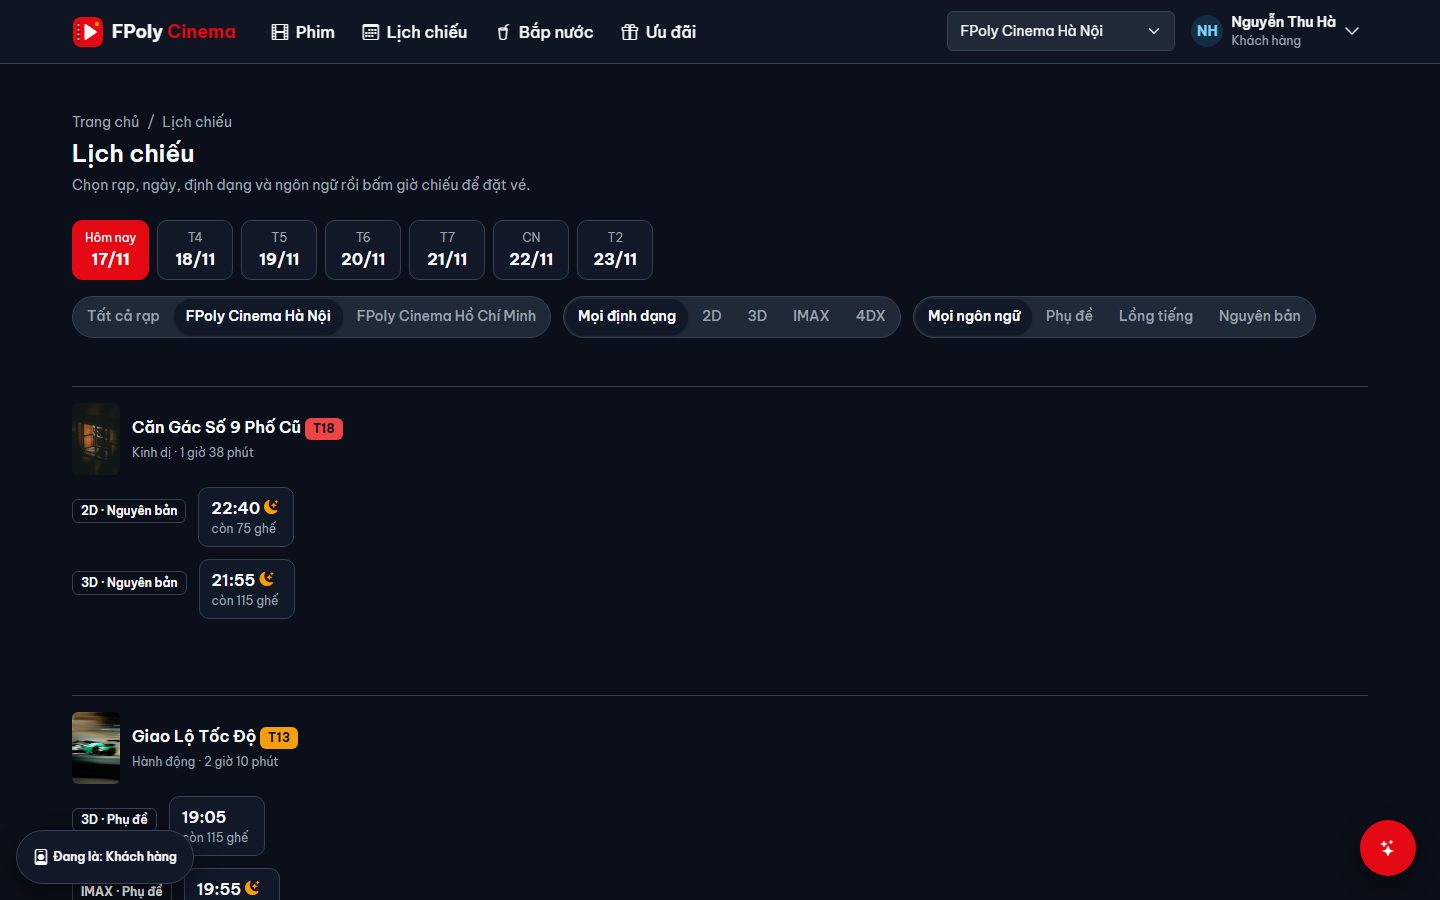 FPoly Cinema
Phim
Lịch chiếu
Bắp nước
Ưu đãi
FPoly Cinema Hà Nội
NH
Nguyễn Thu Hà
Khách hàng
Trang chủ / Lịch chiếu
Lịch chiếu
Chọn rạp, ngày, định dạng và ngôn ngữ rồi bấm giờ chiếu để đặt vé.
Hôm nay
17/11
T4
18/11
T5
19/11
T6
20/11
T7
21/11
CN
22/11
T2
23/11
Tất cả rạp
FPoly Cinema Hà Nội
FPoly Cinema Hồ Chí Minh
Mọi định dạng
2D
3D
IMAX
4DX
Mọi ngôn ngữ
Phụ đề
Lồng tiếng
Nguyên bản
Căn Gác Số 9 Phố Cũ T18
Kinh dị · 1 giờ 38 phút
2D · Nguyên bản
22:40
còn 75 ghế
3D · Nguyên bản
21:55
còn 115 ghế
Giao Lộ Tốc Độ T13
Hành động · 2 giờ 10 phút
3D · Phụ đề
19:05
còn 115 ghế
Đang là: Khách hàng
IMAX · Phụ đề
19:55